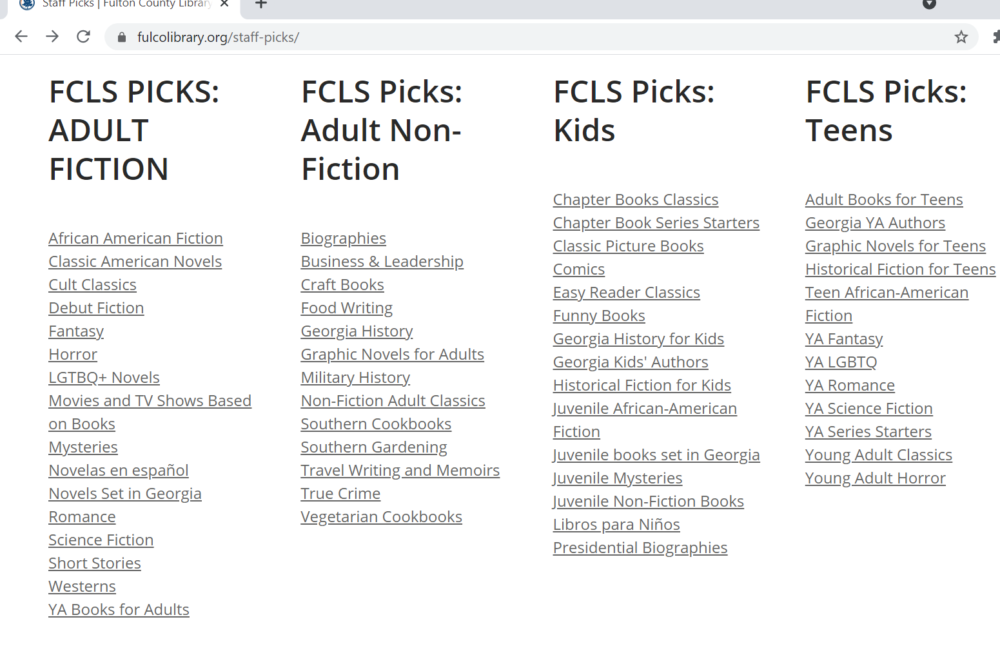 Staff Picks | Fulton County Library
fulcolibrary.org/staff-picks/
FCLS PICKS:
ADULT
FICTION
African American Fiction
Classic American Novels
Cult Classics
Debut Fiction
Fantasy
Horror
LGTBQ+ Novels
Movies and TV Shows Based
on Books
Mysteries
Novelas en español
Novels Set in Georgia
Romance
Science Fiction
Short Stories
Westerns
YA Books for Adults
FCLS Picks:
Adult Non-
Fiction
Biographies
Business & Leadership
Craft Books
Food Writing
Georgia History
Graphic Novels for Adults
Military History
Non-Fiction Adult Classics
Southern Cookbooks
Southern Gardening
Travel Writing and Memoirs
True Crime
Vegetarian Cookbooks
FCLS Picks:
Kids
Chapter Books Classics
Chapter Book Series Starters
Classic Picture Books
Comics
Easy Reader Classics
Funny Books
Georgia History for Kids
Georgia Kids' Authors
Historical Fiction for Kids
Juvenile African-American
Fiction
Juvenile books set in Georgia
Juvenile Mysteries
Juvenile Non-Fiction Books
Libros para Niños
Presidential Biographies
FCLS Picks:
Teens
Adult Books for Teens
Georgia YA Authors
Graphic Novels for Teens
Historical Fiction for Teens
Teen African-American
Fiction
YA Fantasy
YA LGBTQ
YA Romance
YA Science Fiction
YA Series Starters
Young Adult Classics
Young Adult Horror